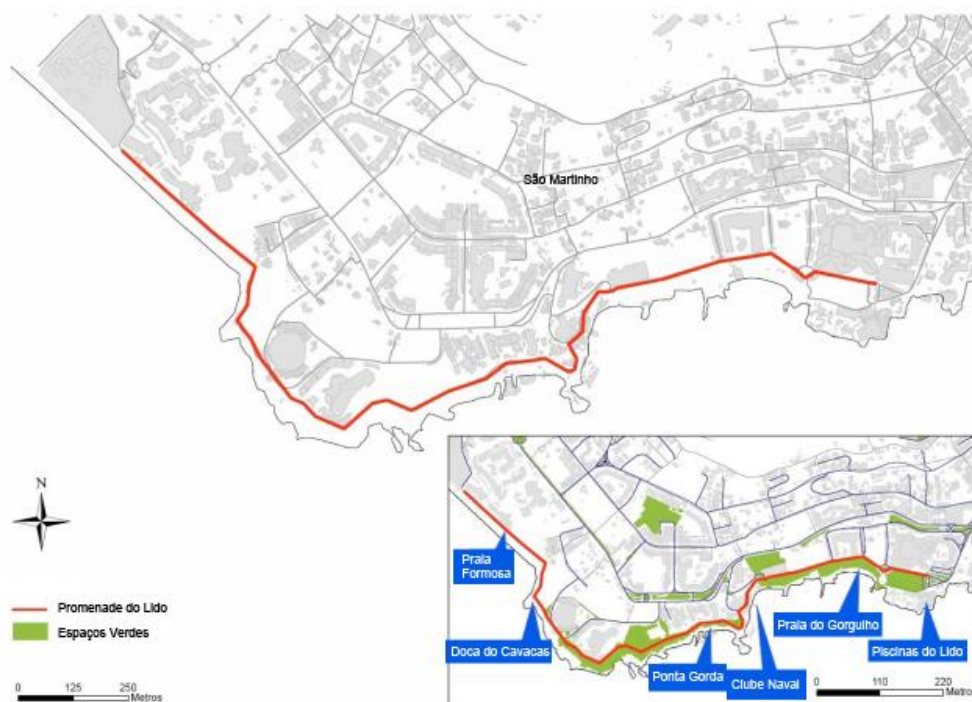 São Martinho
N
Promenade do Lido
Espaços Verdes
0 125 250
Metros
Praia
Formosa
Doca do Cavacas
Ponta Gorda
Clube Naval
Praia do Gorgulho
Piscinas do Lido
0 110 220
Metro